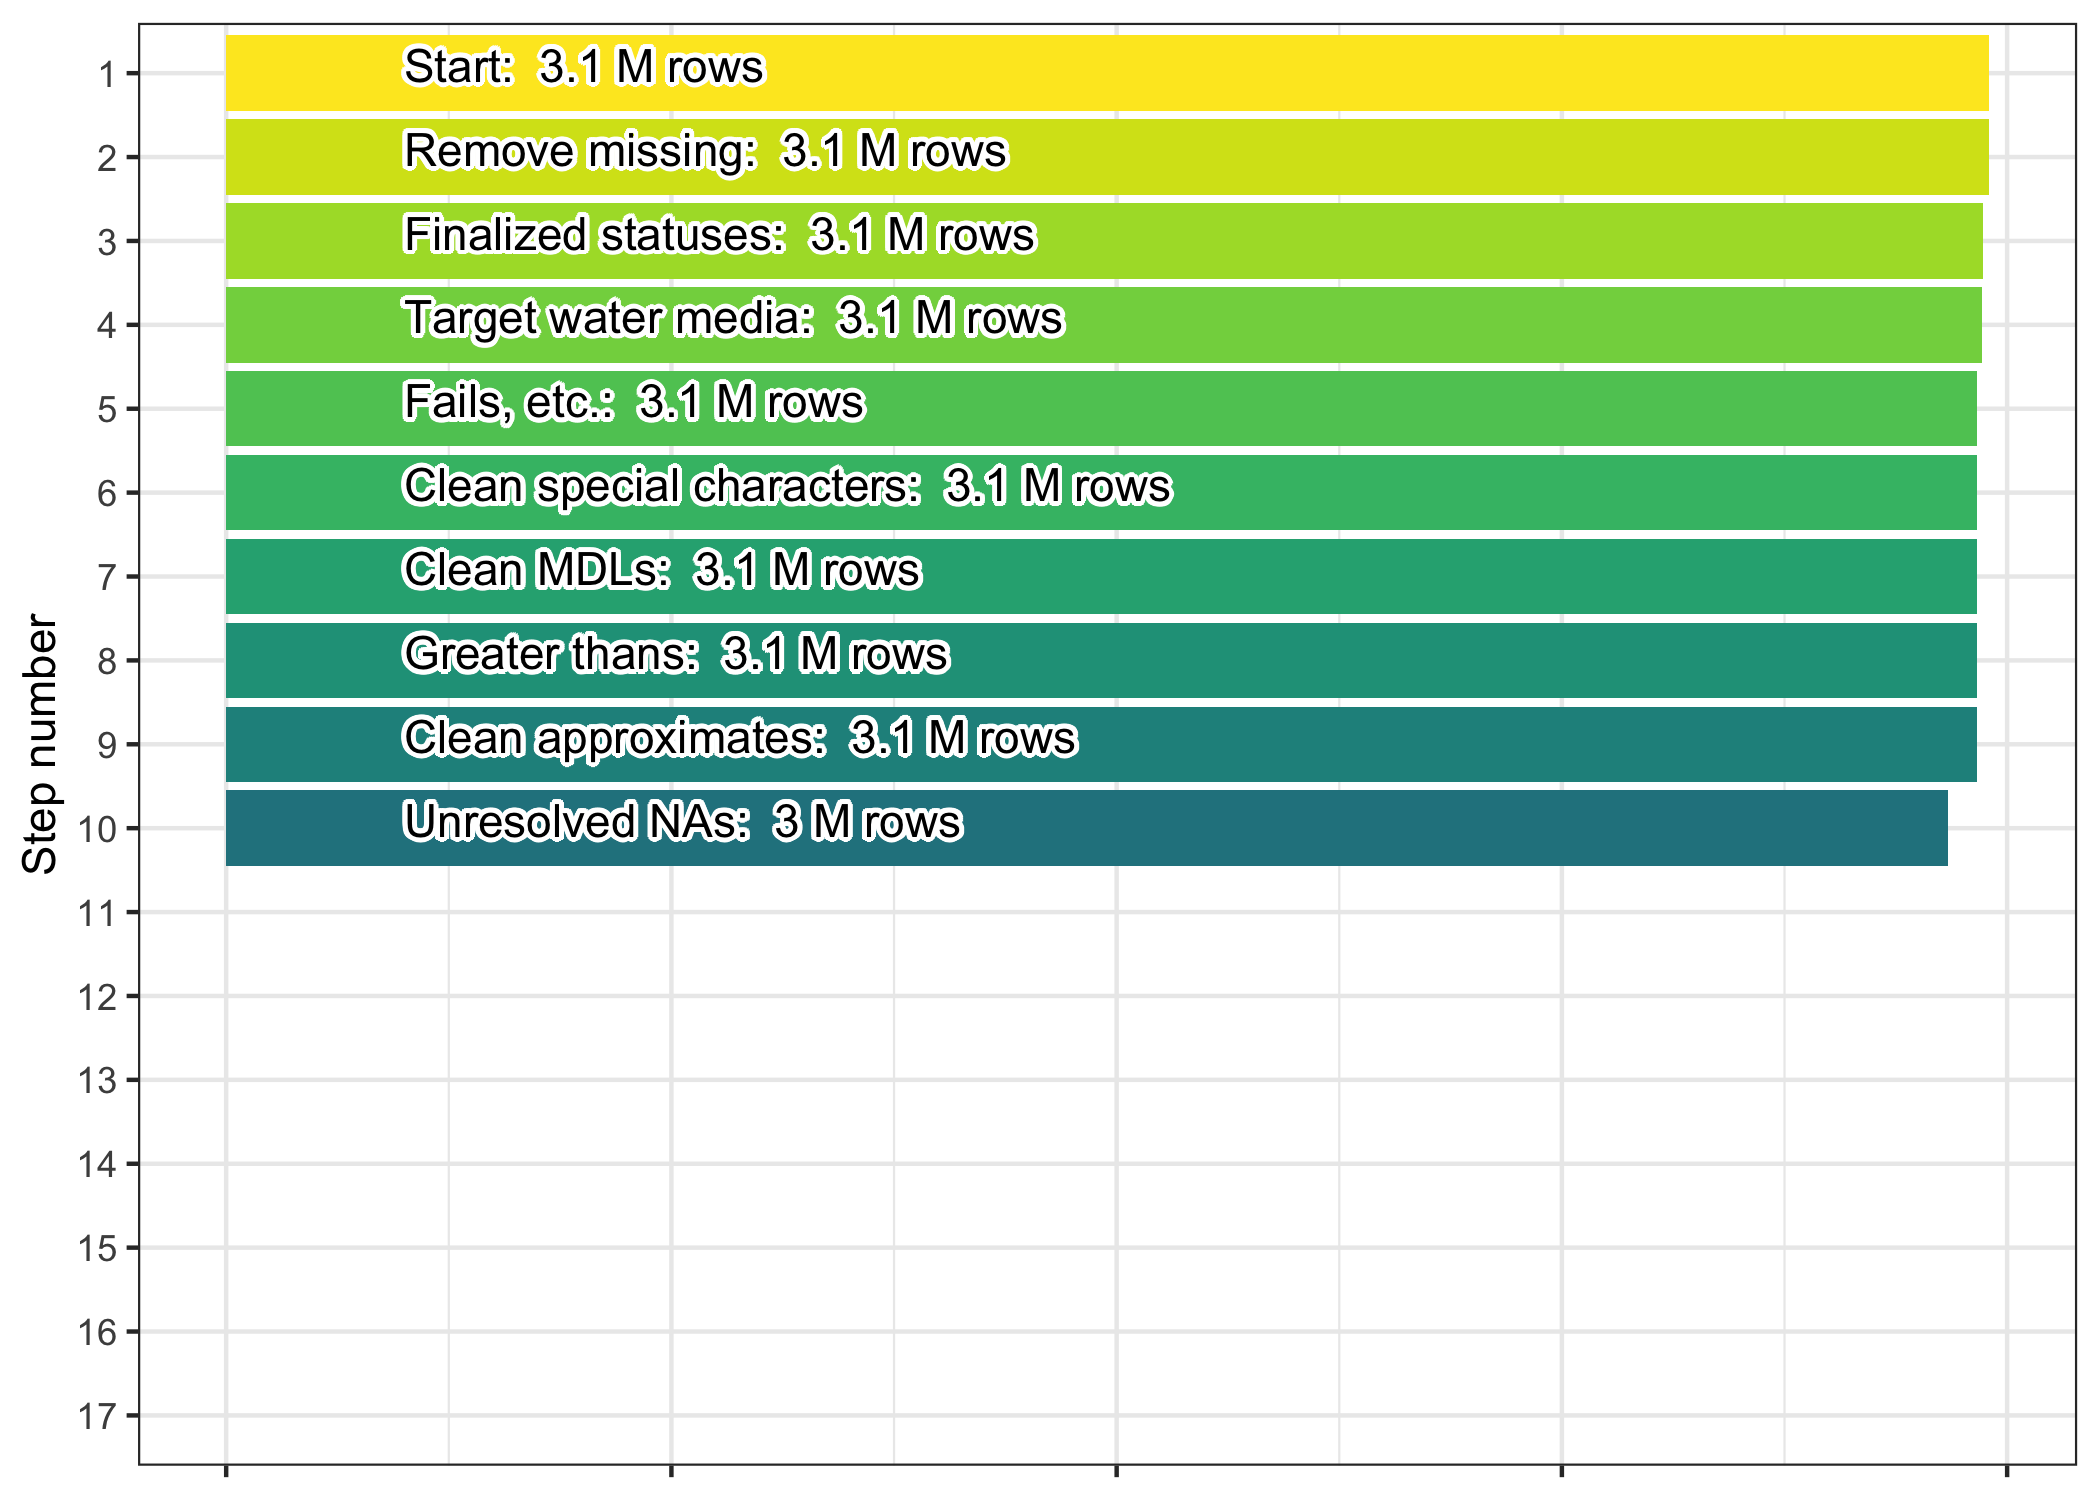 Step number
1
Start:  3.1 M rows
2
Remove missing:  3.1 M rows
3
Finalized statuses:  3.1 M rows
4
Target water media:  3.1 M rows
5
Fails, etc.:  3.1 M rows
6
Clean special characters:  3.1 M rows
7
Clean MDLs:  3.1 M rows
8
Greater thans:  3.1 M rows
9
Clean approximates:  3.1 M rows
10
Unresolved NAs:  3 M rows
11
12
13
14
15
16
17